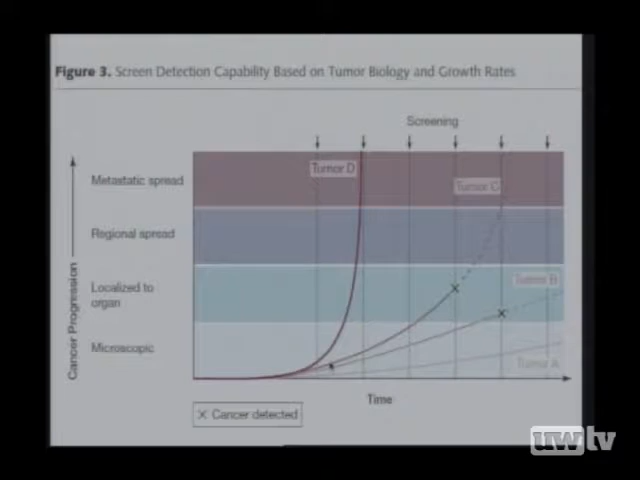 Figure 3. Screen Detection Capability Based on Tumor Biology and Growth Rates
Screening
Tumor D
Metastatic spread
Tumor C
Regional spread
Tumor B
Localized to
organ
Microscopic
Tumor A
Cancer Progression
Time
X Cancer detected
uwtv